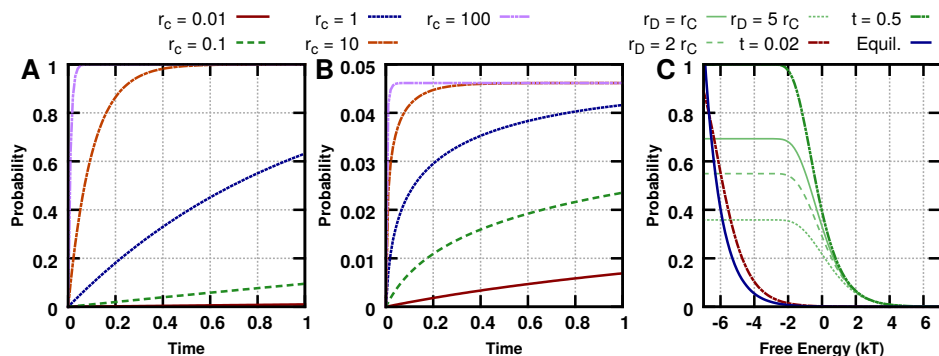 r_c = 0.01 r_c = 1 r_c = 100 r_D = r_C r_D = 5 r_C t = 0.5
r_c = 0.1 r_c = 10 r_D = 2 r_C t = 0.02 Equil.
A B C
1 0.05 1
0.8 0.04 0.8
0.6 0.03 0.6
0.4 0.02 0.4
0.2 0.01 0.2
0 0 0
Probability Probability Probability
0 0.2 0.4 0.6 0.8 1 0 0.2 0.4 0.6 0.8 1 -6 -4 -2 0 2 4 6
Time Time Free Energy (kT)